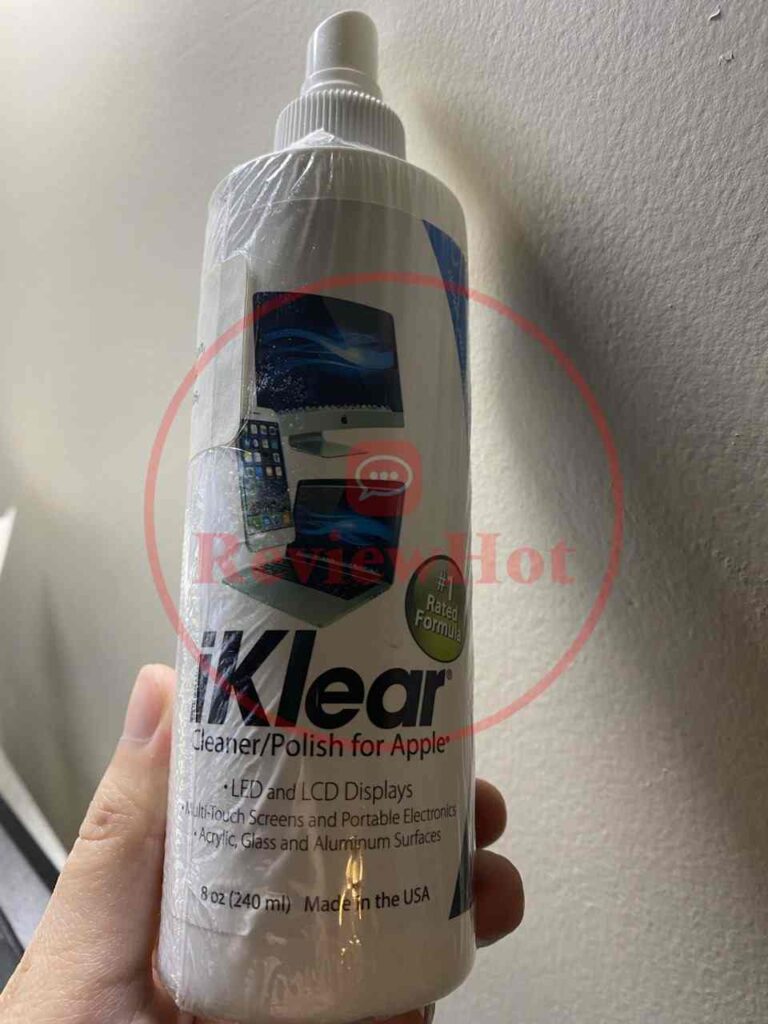 ReviewHot
#1
Rated
Formula
iKlear®
Cleaner/Polish for Apple®
•LED and LCD Displays
•Multi-Touch Screens and Portable Electronics
•Acrylic, Glass and Aluminum Surfaces
8 oz (240 ml) Made in the USA